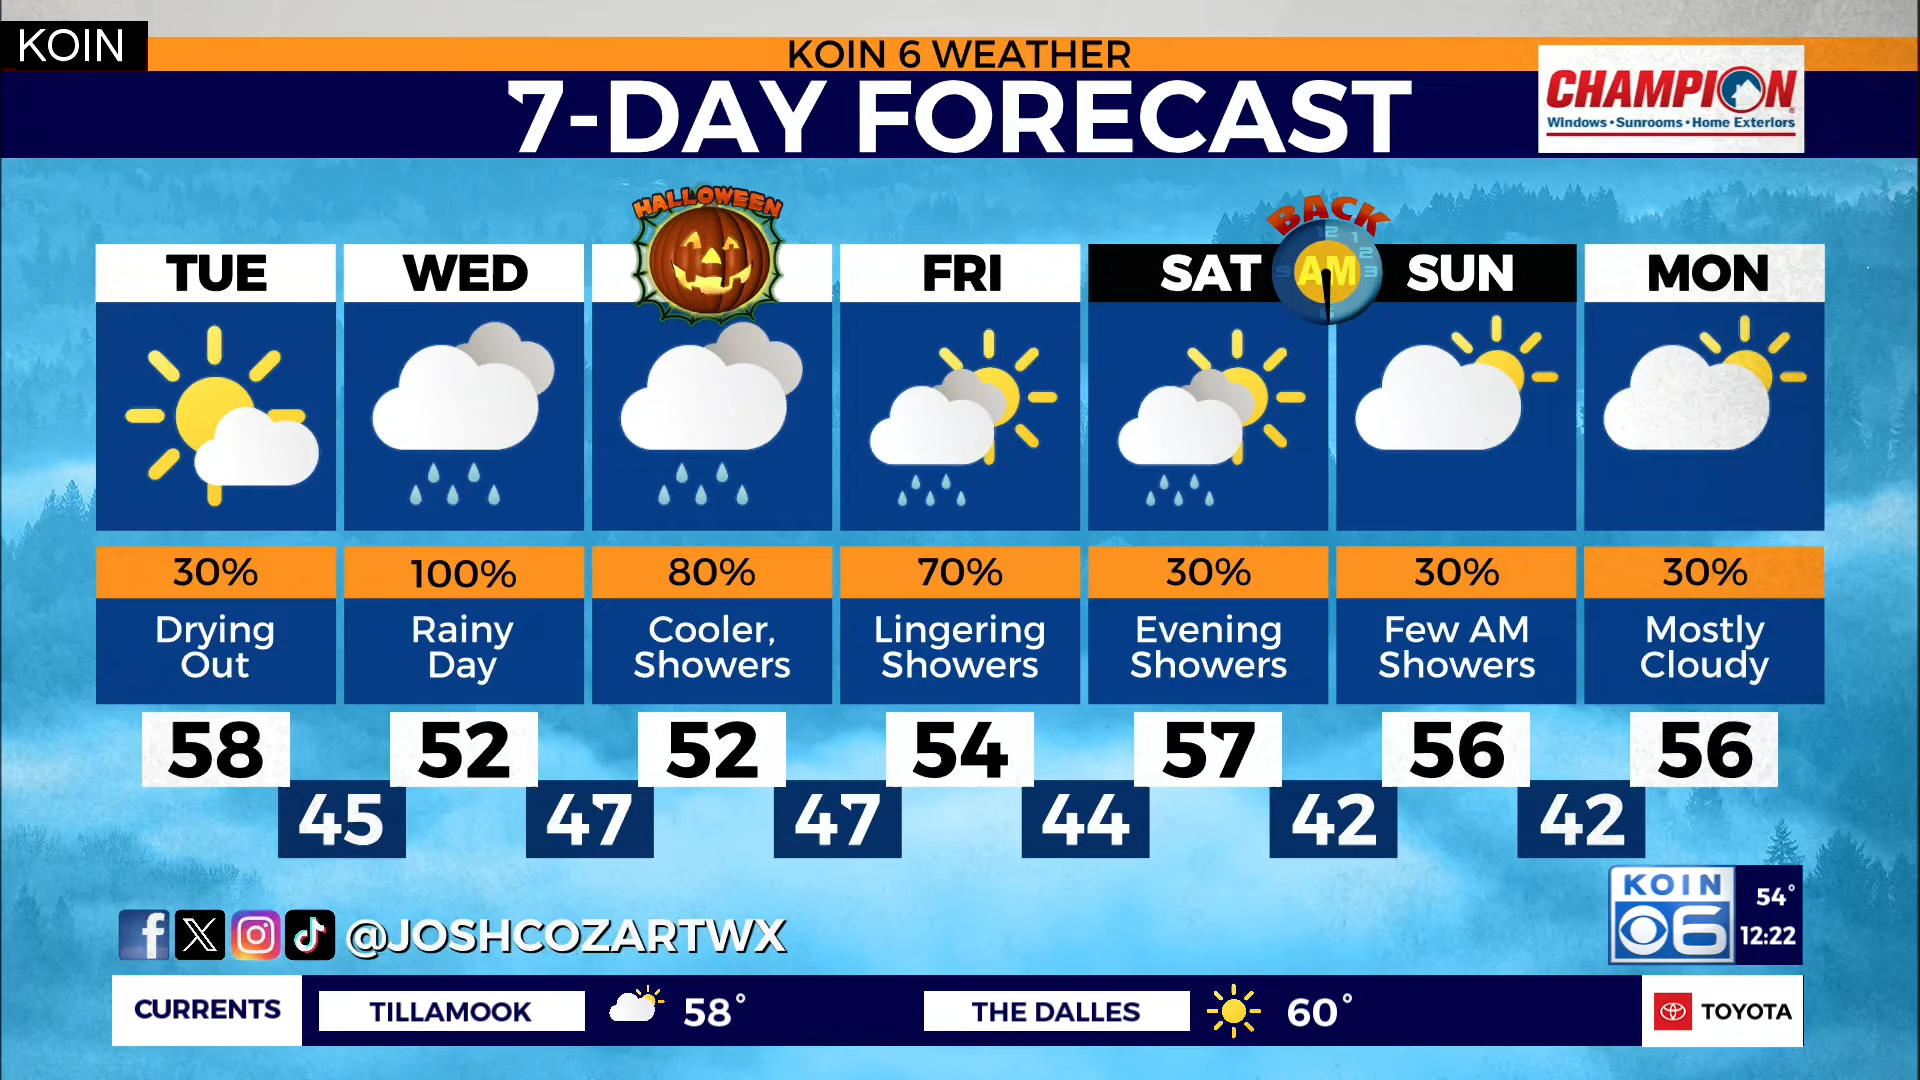 KOIN
KOIN 6 WEATHER
7-DAY FORECAST
CHAMPION
Windows • Sunrooms • Home Exteriors
HALLOWEEN
BACK
TUE
WED
FRI
SAT
AM
SUN
MON
30%
100%
80%
70%
30%
30%
30%
Drying
Out
Rainy
Day
Cooler,
Showers
Lingering
Showers
Evening
Showers
Few AM
Showers
Mostly
Cloudy
58
52
52
54
57
56
56
45
47
47
44
42
42
@JOSHCOZARTWX
KOIN
6
54°
12:22
CURRENTS
TILLAMOOK
58°
THE DALLES
60°
TOYOTA